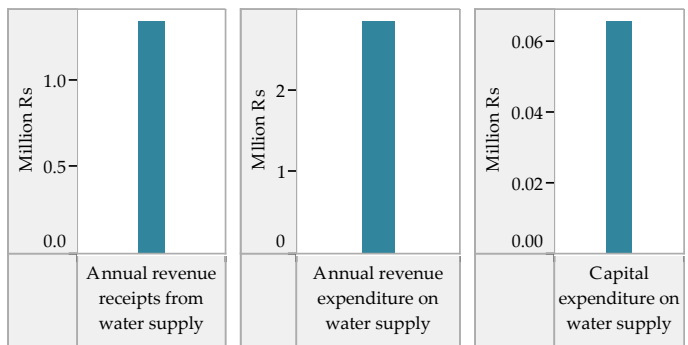 Million Rs
1.0
0.5
0.0
Annual revenue
receipts from
water supply
Mllion Rs
2
1
0
Annual revenue
expenditure on
water supply
Million Rs
0.06
0.04
0.02
0.00
Capital
expenditure on
water supply